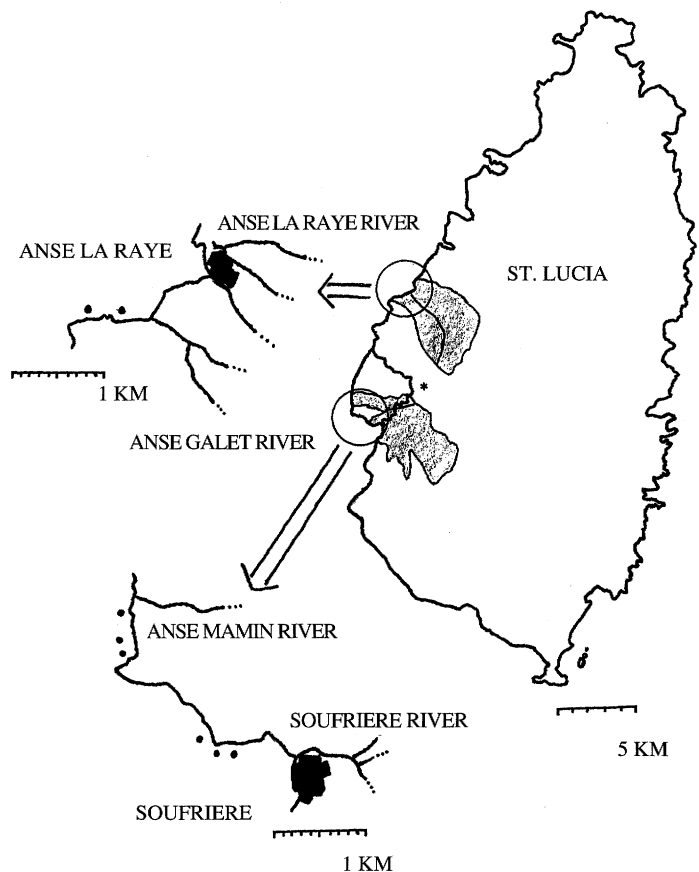 ANSE LA RAYE RIVER
ANSE LA RAYE
ST. LUCIA
1 KM
*
ANSE GALET RIVER
ANSE MAMIN RIVER
SOUFRIERE RIVER
5 KM
SOUFRIERE
1 KM